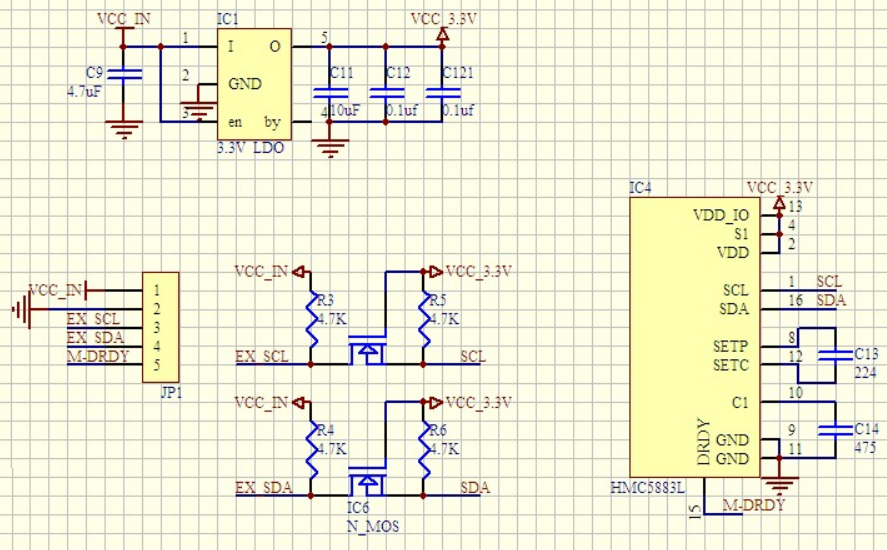 VCC_IN
IC1
VCC_3.3V
1
I
O
5
C9
4.7uF
2
GND
C11
C12
C121
10uF
0.1uf
0.1uf
3
en
by
4
3.3V LDO
IC4
VCC_3.3V
VDD_IO
13
S1
4
VDD
2
SCL
1
SCL
SDA
16
SDA
SETP
8
SETC
12
C13
224
C1
10
DRDY
GND
9
GND
11
C14
475
HMC5883L
15
M-DRDY
VCC_IN
1
2
EX_SCL
3
EX_SDA
4
M-DRDY
5
JP1
VCC_IN
VCC_3.3V
R3
4.7K
R5
4.7K
EX_SCL
SCL
VCC_IN
VCC_3.3V
R4
4.7K
R6
4.7K
EX_SDA
SDA
IC6
N_MOS